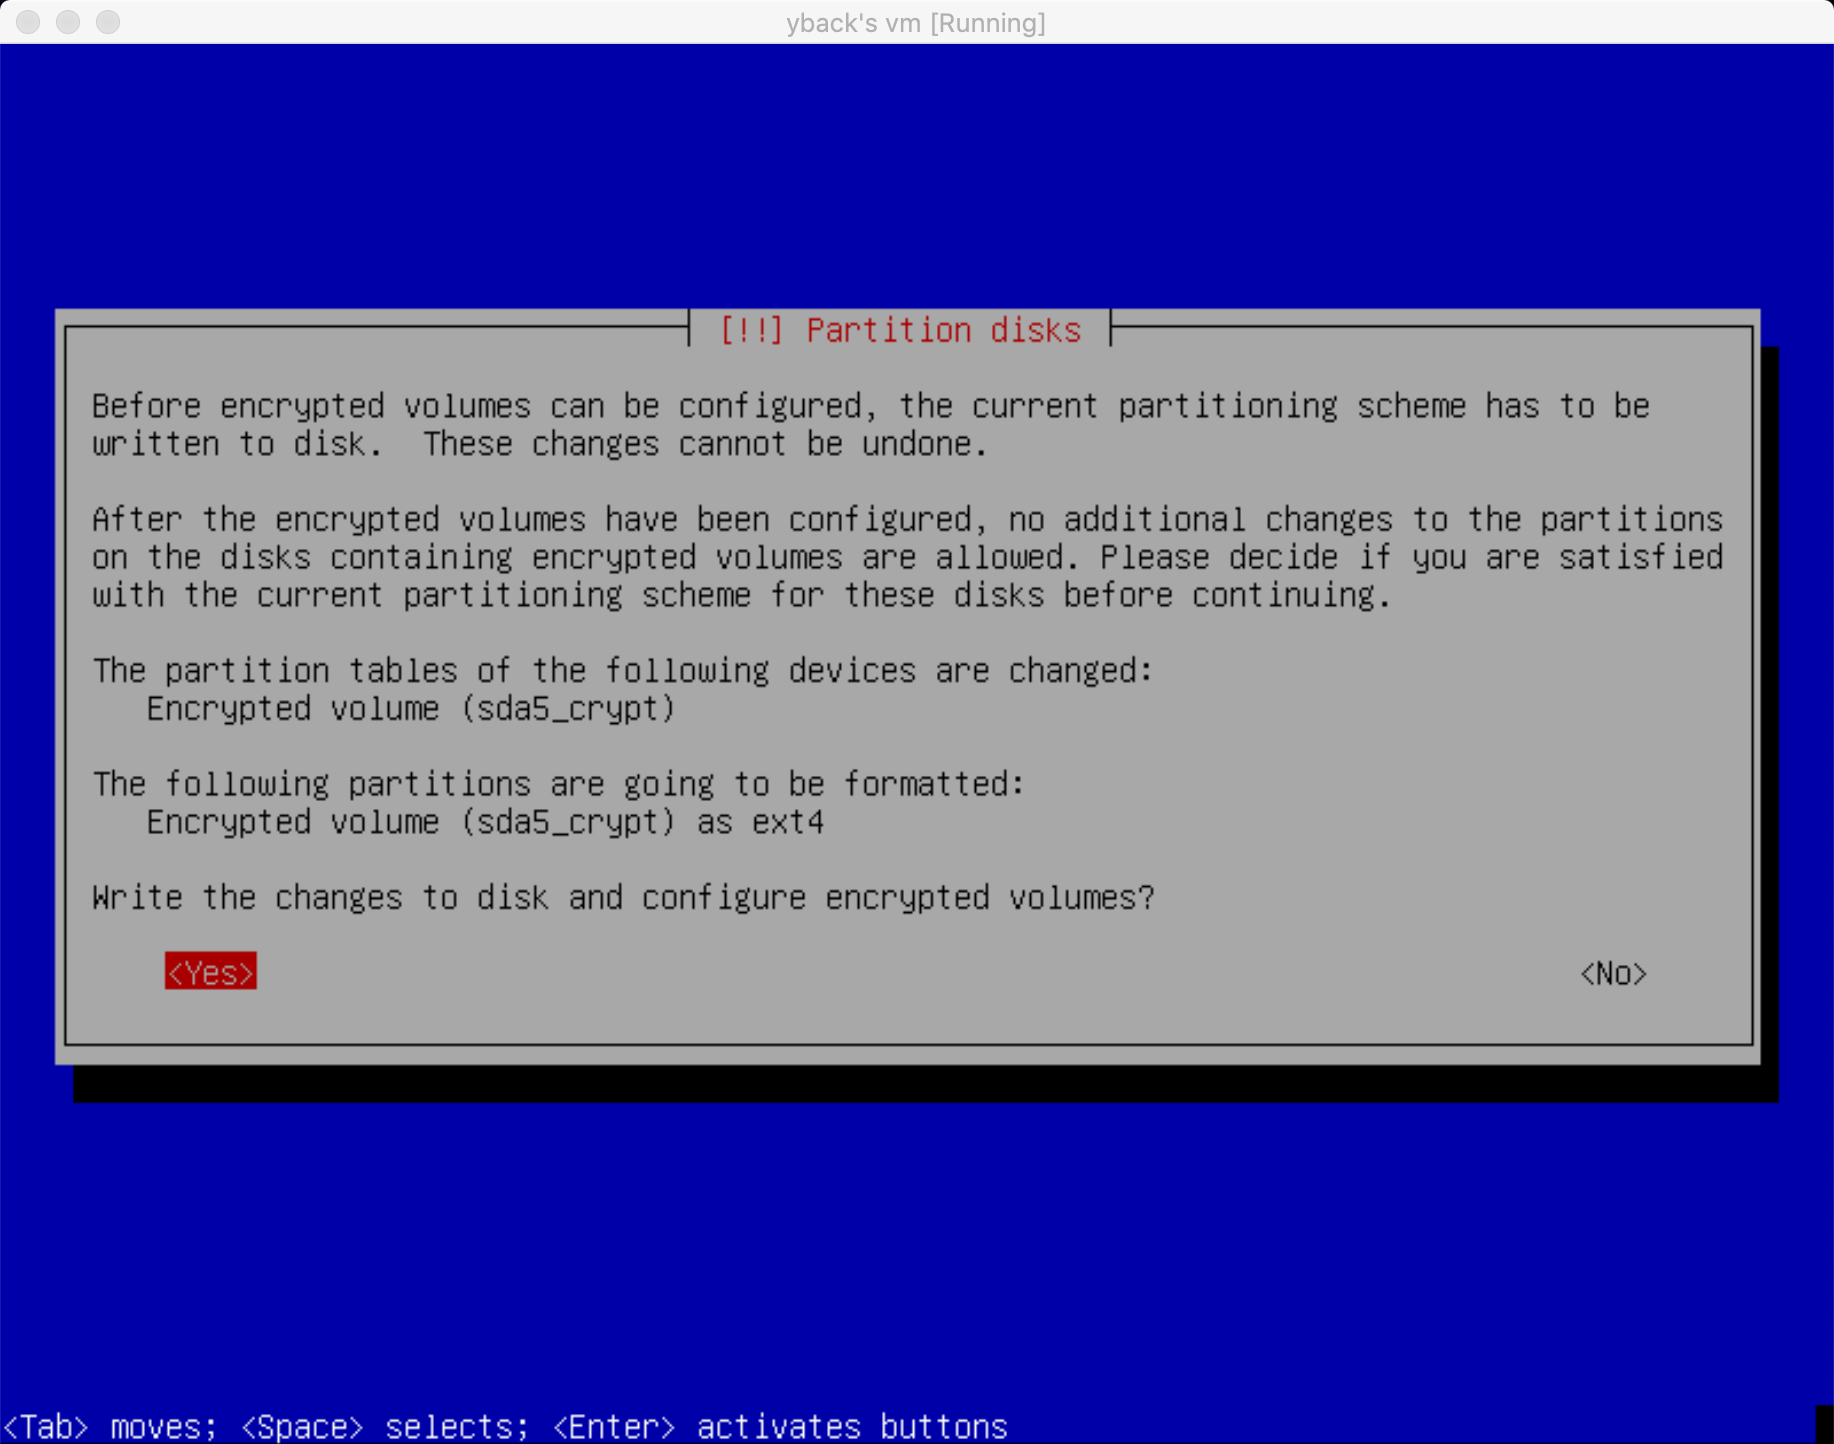 yback's vm [Running]
[!!] Partition disks
Before encrypted volumes can be configured, the current partitioning scheme has to be
written to disk.  These changes cannot be undone.
After the encrypted volumes have been configured, no additional changes to the partitions
on the disks containing encrypted volumes are allowed. Please decide if you are satisfied
with the current partitioning scheme for these disks before continuing.
The partition tables of the following devices are changed:
Encrypted volume (sda5_crypt)
The following partitions are going to be formatted:
Encrypted volume (sda5_crypt) as ext4
Write the changes to disk and configure encrypted volumes?
<Yes> <No>
<Tab> moves; <Space> selects; <Enter> activates buttons